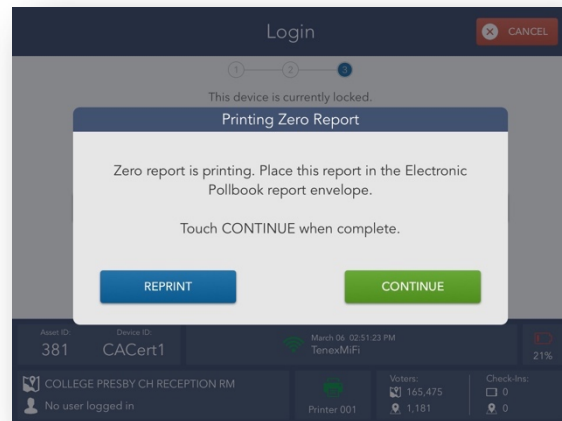 Login
CANCEL
1 2 3
This device is currently locked.
Printing Zero Report
Zero report is printing. Place this report in the Electronic
Pollbook report envelope.
Touch CONTINUE when complete.
REPRINT
CONTINUE
Asset ID:
381
Device ID:
CACert1
March 06 02:51:23 PM
TenexMiFi
21%
COLLEGE PRESBY CH RECEPTION RM
No user logged in
Printer 001
Voters:
165,475
1,181
Check-Ins:
0
0